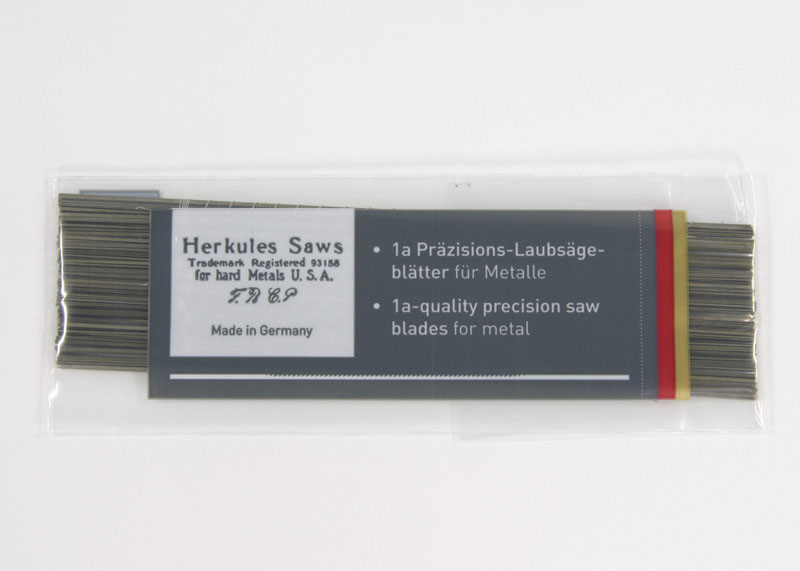 Herkules Saws
Trademark Registered 93158
for hard Metals U.S.A.
Made in Germany
• 1a Präzisions-Laubsäge-
blätter für Metalle
• 1a-quality precision saw
blades for metal